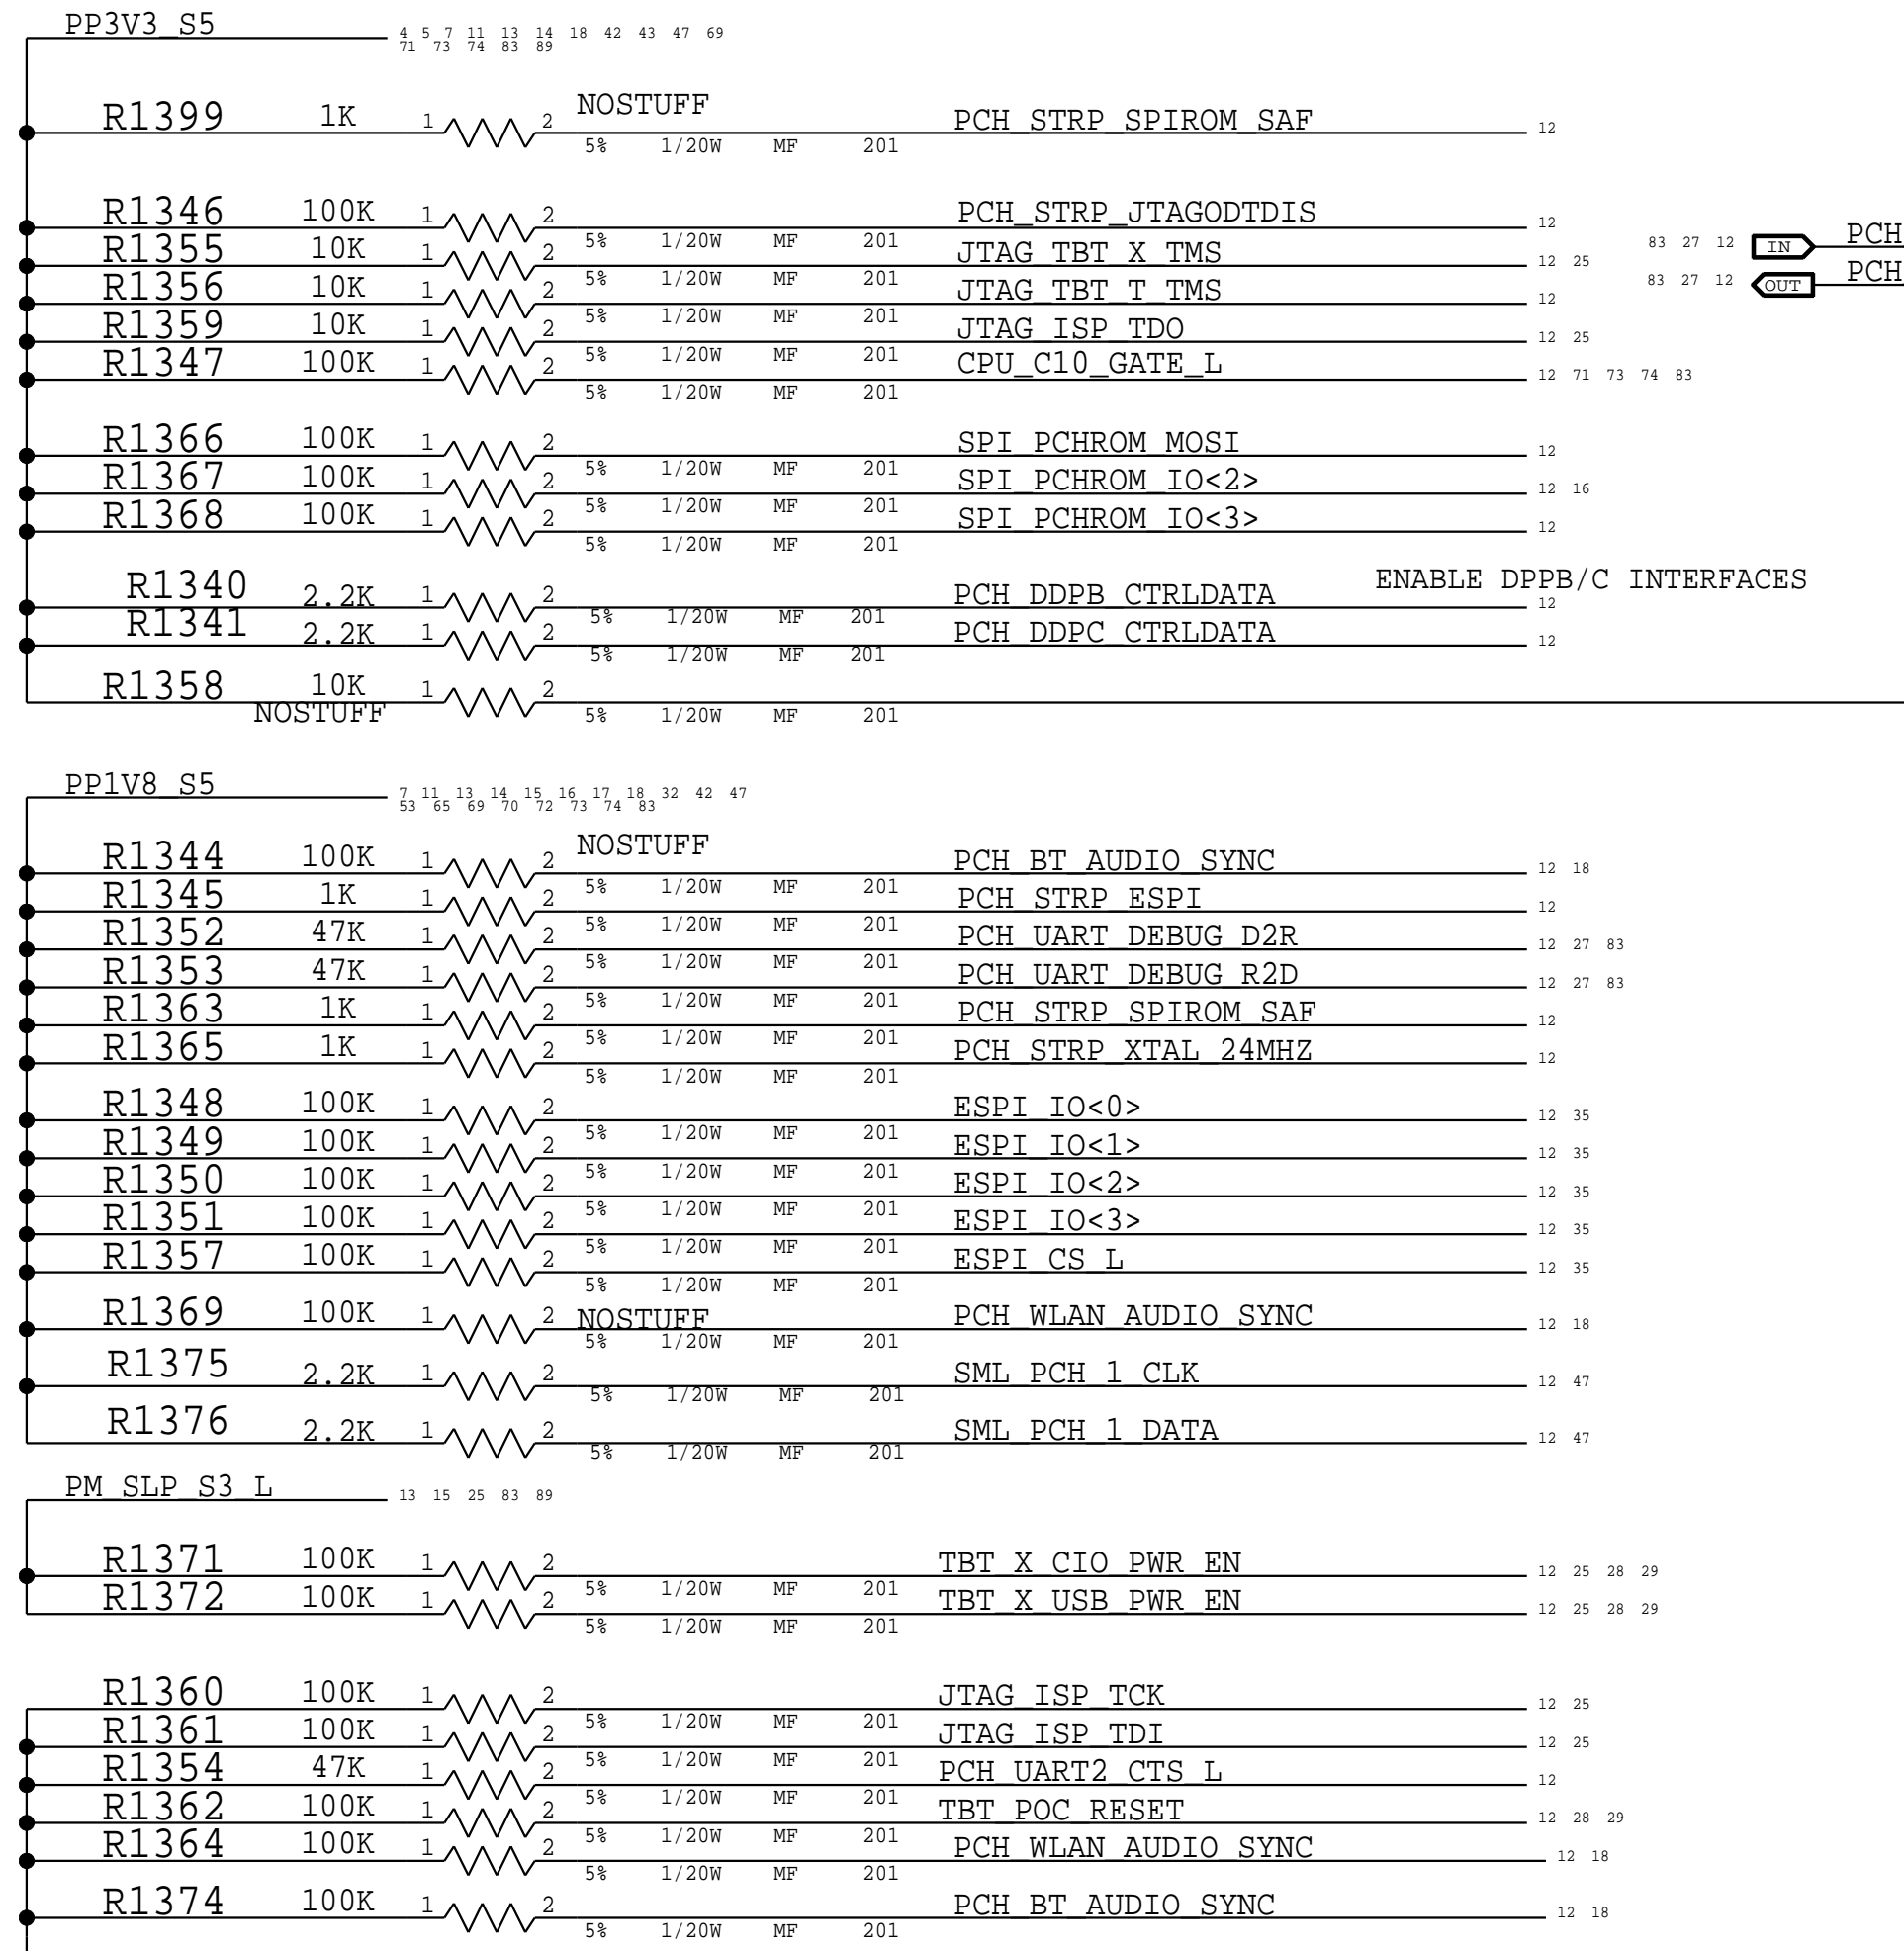 PP3V3_S5
4 5 7 11 13 14 18 42 43 47 69
71 73 74 83 89
R1399 1K 1 2 NOSTUFF PCH_STRP_SPIROM_SAF 12
5% 1/20W MF 201
R1346 100K 1 2 PCH_STRP_JTAGODTDIS 12
5% 1/20W MF 201
83 27 12 IN PCH
R1355 10K 1 2 JTAG_TBT_X_TMS 12 25
5% 1/20W MF 201
83 27 12 OUT PCH
R1356 10K 1 2 JTAG_TBT_T_TMS 12
5% 1/20W MF 201
R1359 10K 1 2 JTAG_ISP_TDO 12 25
5% 1/20W MF 201
R1347 100K 1 2 CPU_C10_GATE_L 12 71 73 74 83
5% 1/20W MF 201
R1366 100K 1 2 SPI_PCHROM_MOSI 12
5% 1/20W MF 201
R1367 100K 1 2 SPI_PCHROM_IO<2> 12 16
5% 1/20W MF 201
R1368 100K 1 2 SPI_PCHROM_IO<3> 12
5% 1/20W MF 201
ENABLE DPPB/C INTERFACES
R1340 2.2K 1 2 PCH_DDPB_CTRLDATA 12
5% 1/20W MF 201
R1341 2.2K 1 2 PCH_DDPC_CTRLDATA 12
5% 1/20W MF 201
R1358 10K 1 2
NOSTUFF 5% 1/20W MF 201
PP1V8_S5
7 11 13 14 15 16 17 18 32 42 47
53 65 69 70 72 73 74 83
R1344 100K 1 2 NOSTUFF PCH_BT_AUDIO_SYNC 12 18
5% 1/20W MF 201
R1345 1K 1 2 PCH_STRP_ESPI 12
5% 1/20W MF 201
R1352 47K 1 2 PCH_UART_DEBUG_D2R 12 27 83
5% 1/20W MF 201
R1353 47K 1 2 PCH_UART_DEBUG_R2D 12 27 83
5% 1/20W MF 201
R1363 1K 1 2 PCH_STRP_SPIROM_SAF 12
5% 1/20W MF 201
R1365 1K 1 2 PCH_STRP_XTAL_24MHZ 12
5% 1/20W MF 201
R1348 100K 1 2 ESPI_IO<0> 12 35
5% 1/20W MF 201
R1349 100K 1 2 ESPI_IO<1> 12 35
5% 1/20W MF 201
R1350 100K 1 2 ESPI_IO<2> 12 35
5% 1/20W MF 201
R1351 100K 1 2 ESPI_IO<3> 12 35
5% 1/20W MF 201
R1357 100K 1 2 ESPI_CS_L 12 35
5% 1/20W MF 201
R1369 100K 1 2 NOSTUFF PCH_WLAN_AUDIO_SYNC 12 18
5% 1/20W MF 201
R1375 2.2K 1 2 SML_PCH_1_CLK 12 47
5% 1/20W MF 201
R1376 2.2K 1 2 SML_PCH_1_DATA 12 47
5% 1/20W MF 201
PM_SLP_S3_L 13 15 25 83 89
R1371 100K 1 2 TBT_X_CIO_PWR_EN 12 25 28 29
5% 1/20W MF 201
R1372 100K 1 2 TBT_X_USB_PWR_EN 12 25 28 29
5% 1/20W MF 201
R1360 100K 1 2 JTAG_ISP_TCK 12 25
5% 1/20W MF 201
R1361 100K 1 2 JTAG_ISP_TDI 12 25
5% 1/20W MF 201
R1354 47K 1 2 PCH_UART2_CTS_L 12
5% 1/20W MF 201
R1362 100K 1 2 TBT_POC_RESET 12 28 29
5% 1/20W MF 201
R1364 100K 1 2 PCH_WLAN_AUDIO_SYNC 12 18
5% 1/20W MF 201
R1374 100K 1 2 PCH_BT_AUDIO_SYNC 12 18
5% 1/20W MF 201